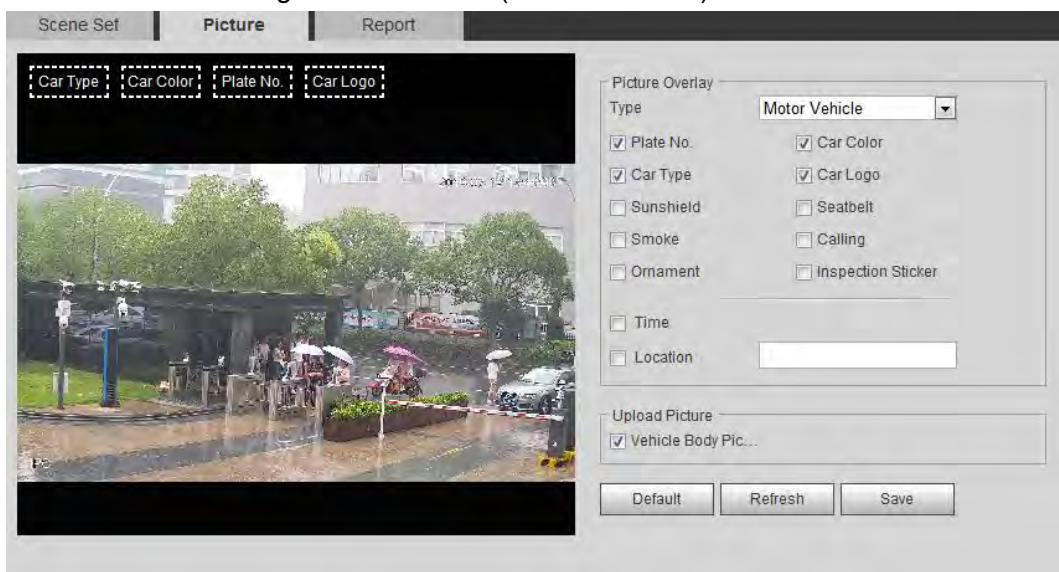 Scene Set Picture Report
Car Type Car Color Plate No. Car Logo
Picture Overlay
Type Motor Vehicle
Plate No. Car Color
Car Type Car Logo
Sunshield Seatbelt
Smoke Calling
Ornament Inspection Sticker
Time
Location
Upload Picture
Vehicle Body Pic...
Default Refresh Save